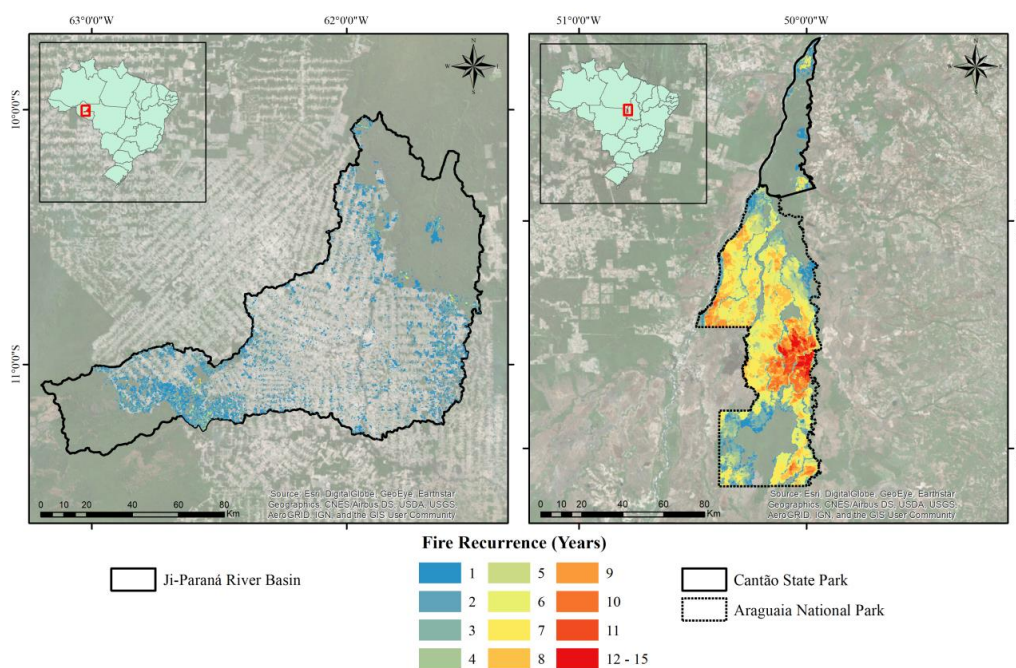 63°0'0"W 62°0'0"W 51°0'0"W 50°0'0"W
N
W E
S
N
W E
S
10°0'0"S
11°0'0"S
Source: Esri, DigitalGlobe, GeoEye, Earthstar
Geographics, CNES/Airbus DS, USDA, USGS,
AeroGRID, IGN, and the GIS User Community
0 10 20 40 60 80
Km
Source: Esri, DigitalGlobe, GeoEye, Earthstar
Geographics, CNES/Airbus DS, USDA, USGS,
AeroGRID, IGN, and the GIS User Community
0 10 20 40 60 80
Km
Fire Recurrence (Years)
Ji-Paraná River Basin
1 5 9
2 6 10
3 7 11
4 8 12 - 15
Cantão State Park
Araguaia National Park